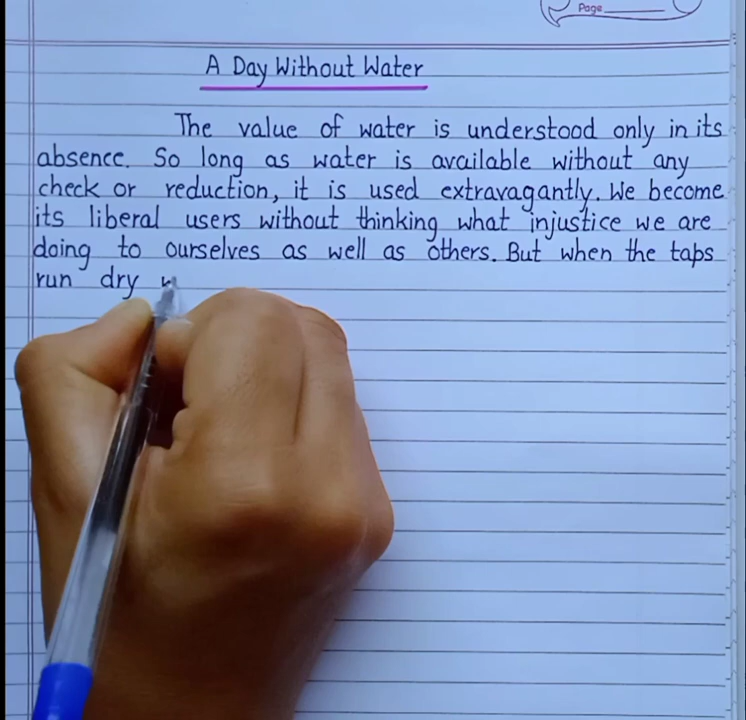 Page
A Day Without Water
The value of water is understood only in its
absence. So long as water is available without any
check or reduction, it is used extravagantly. We become
its liberal users without thinking what injustice we are
doing to ourselves as well as others. But when the taps
run dry